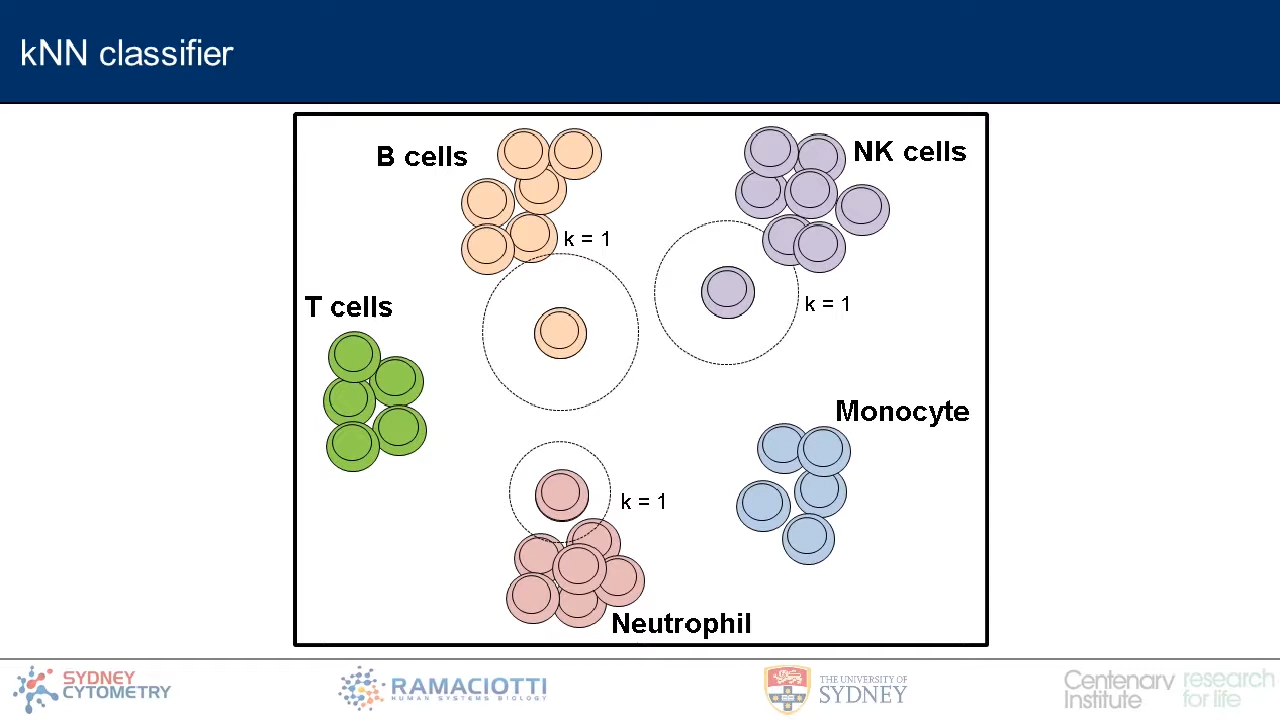 kNN classifier
B cells
NK cells
k = 1
T cells
k = 1
Monocyte
k = 1
Neutrophil
SYDNEY
CYTOMETRY
RAMACIOTTI
HUMAN SYSTEMS BIOLOGY
THE UNIVERSITY OF
SYDNEY
Centenary
Institute
research
for life